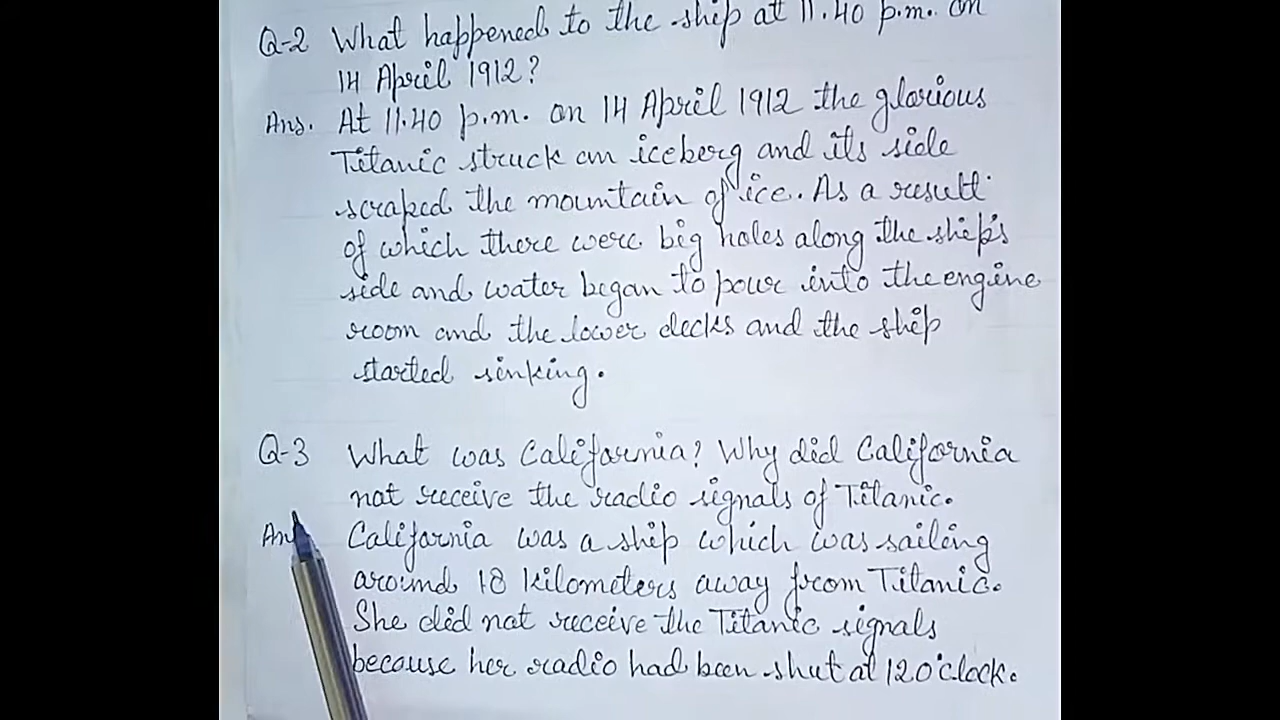 Q-2 What happened to the ship at 11.40 p.m. on
14 April 1912?
Ans. At 11.40 p.m. on 14 April 1912 the glorious
Titanic struck an iceberg and its side
scraped the mountain of ice. As a result
of which there were big holes along the ship's
side and water began to pour into the engine
room and the lower decks and the ship
started sinking.
Q-3 What was California? Why did California
not receive the radio signals of Titanic.
Ans California was a ship which was sailing
around 18 kilometers away from Titanic.
She did not receive the Titanic signals
because her radio had been shut at 12 o'clock.